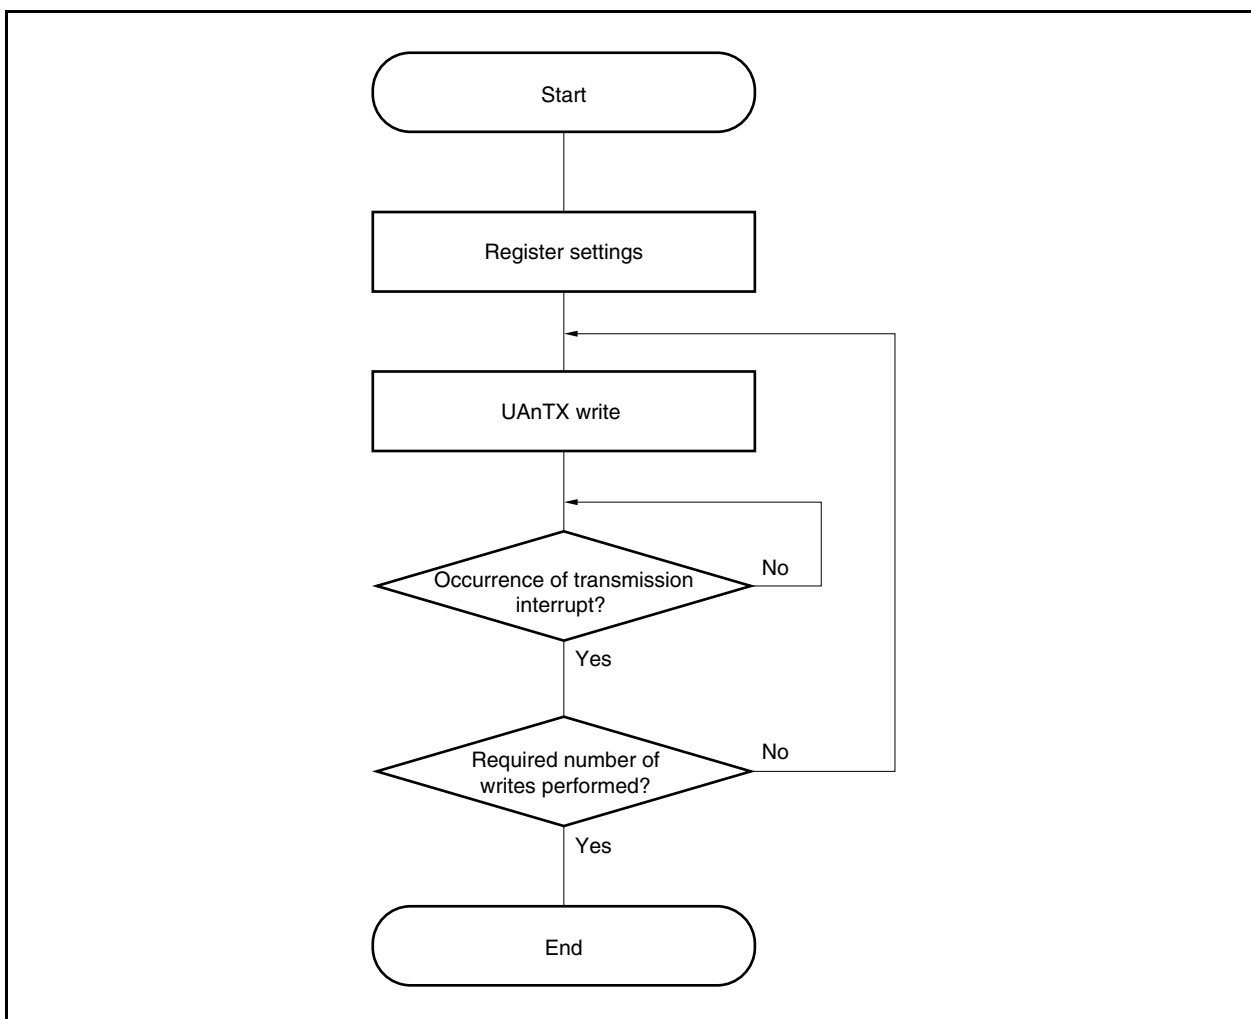 Start
Register settings
UAnTX write
Occurrence of transmission
interrupt?
No
Yes
Required number of
writes performed?
No
Yes
End